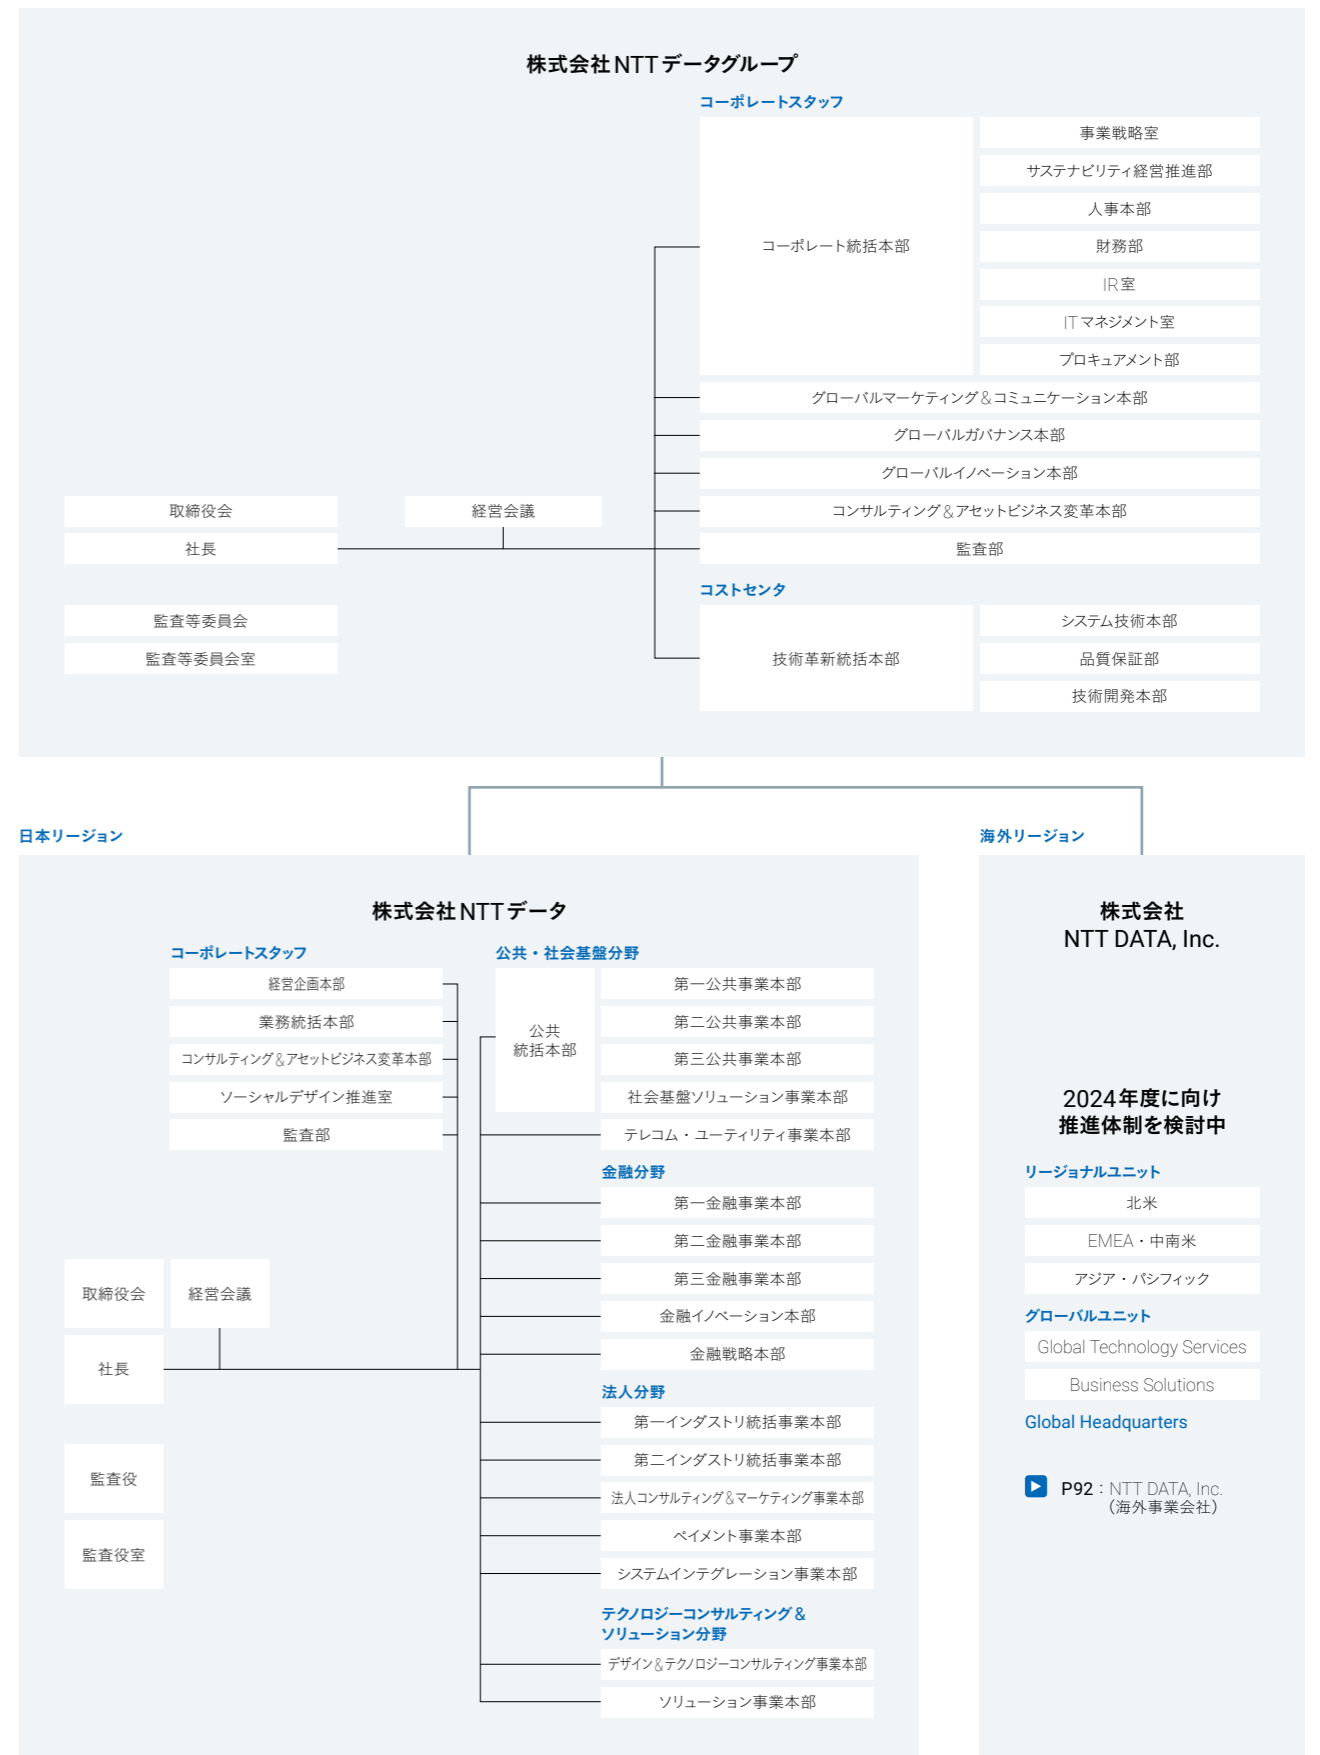 株式会社NTTデータグループ
コーポレートスタッフ
コーポレート統括本部
事業戦略室
サステナビリティ経営推進部
人事本部
財務部
IR室
ITマネジメント室
プロキュアメント部
グローバルマーケティング&コミュニケーション本部
グローバルガバナンス本部
グローバルイノベーション本部
コンサルティング&アセットビジネス変革本部
監査部
取締役会
経営会議
社長
監査等委員会
監査等委員会室
コストセンタ
技術革新統括本部
システム技術本部
品質保証部
技術開発本部
日本リージョン
株式会社NTTデータ
コーポレートスタッフ
経営企画本部
業務統括本部
コンサルティング&アセットビジネス変革本部
ソーシャルデザイン推進室
監査部
取締役会
経営会議
社長
監査役
監査役室
公共・社会基盤分野
公共
統括本部
第一公共事業本部
第二公共事業本部
第三公共事業本部
社会基盤ソリューション事業本部
テレコム・ユーティリティ事業本部
金融分野
第一金融事業本部
第二金融事業本部
第三金融事業本部
金融イノベーション本部
金融戦略本部
法人分野
第一インダストリ統括事業本部
第二インダストリ統括事業本部
法人コンサルティング&マーケティング事業本部
ペイメント事業本部
システムインテグレーション事業本部
テクノロジーコンサルティング&
ソリューション分野
デザイン&テクノロジーコンサルティング事業本部
ソリューション事業本部
海外リージョン
株式会社
NTT DATA, Inc.
2024年度に向け
推進体制を検討中
リージョナルユニット
北米
EMEA・中南米
アジア・パシフィック
グローバルユニット
Global Technology Services
Business Solutions
Global Headquarters
P92：NTT DATA, Inc.
（海外事業会社）